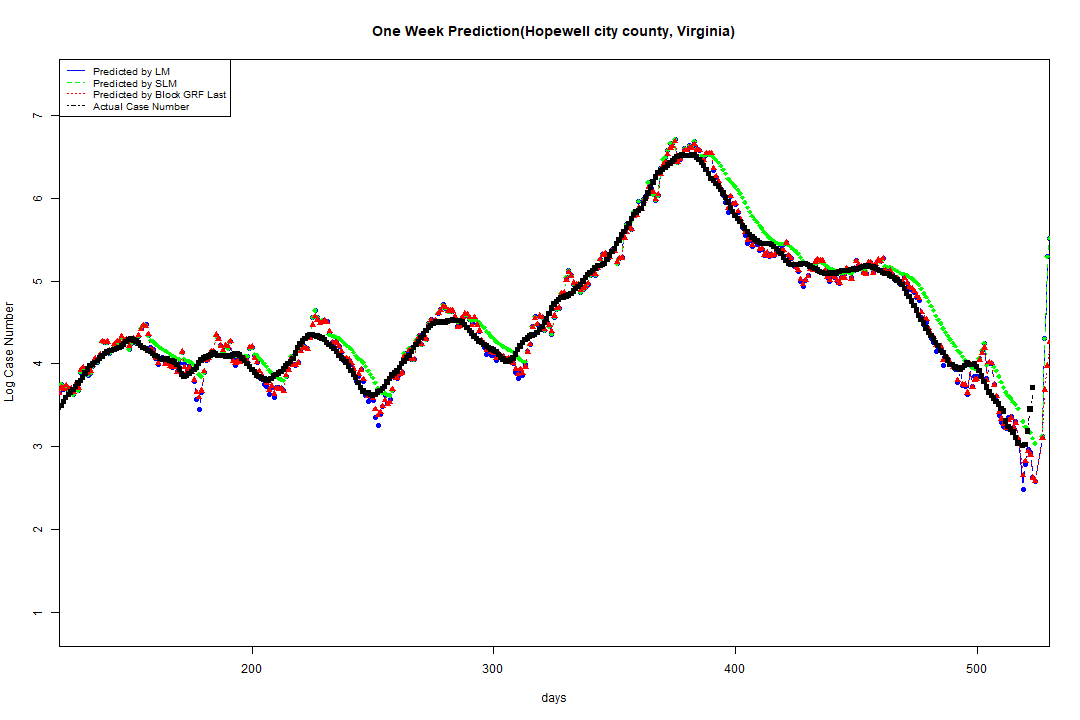 One Week Prediction(Hopewell city county, Virginia)
Predicted by LM
Predicted by SLM
Predicted by Block GRF Last
Actual Case Number
7
6
5
4
3
2
1
Log Case Number
200 300 400 500
days